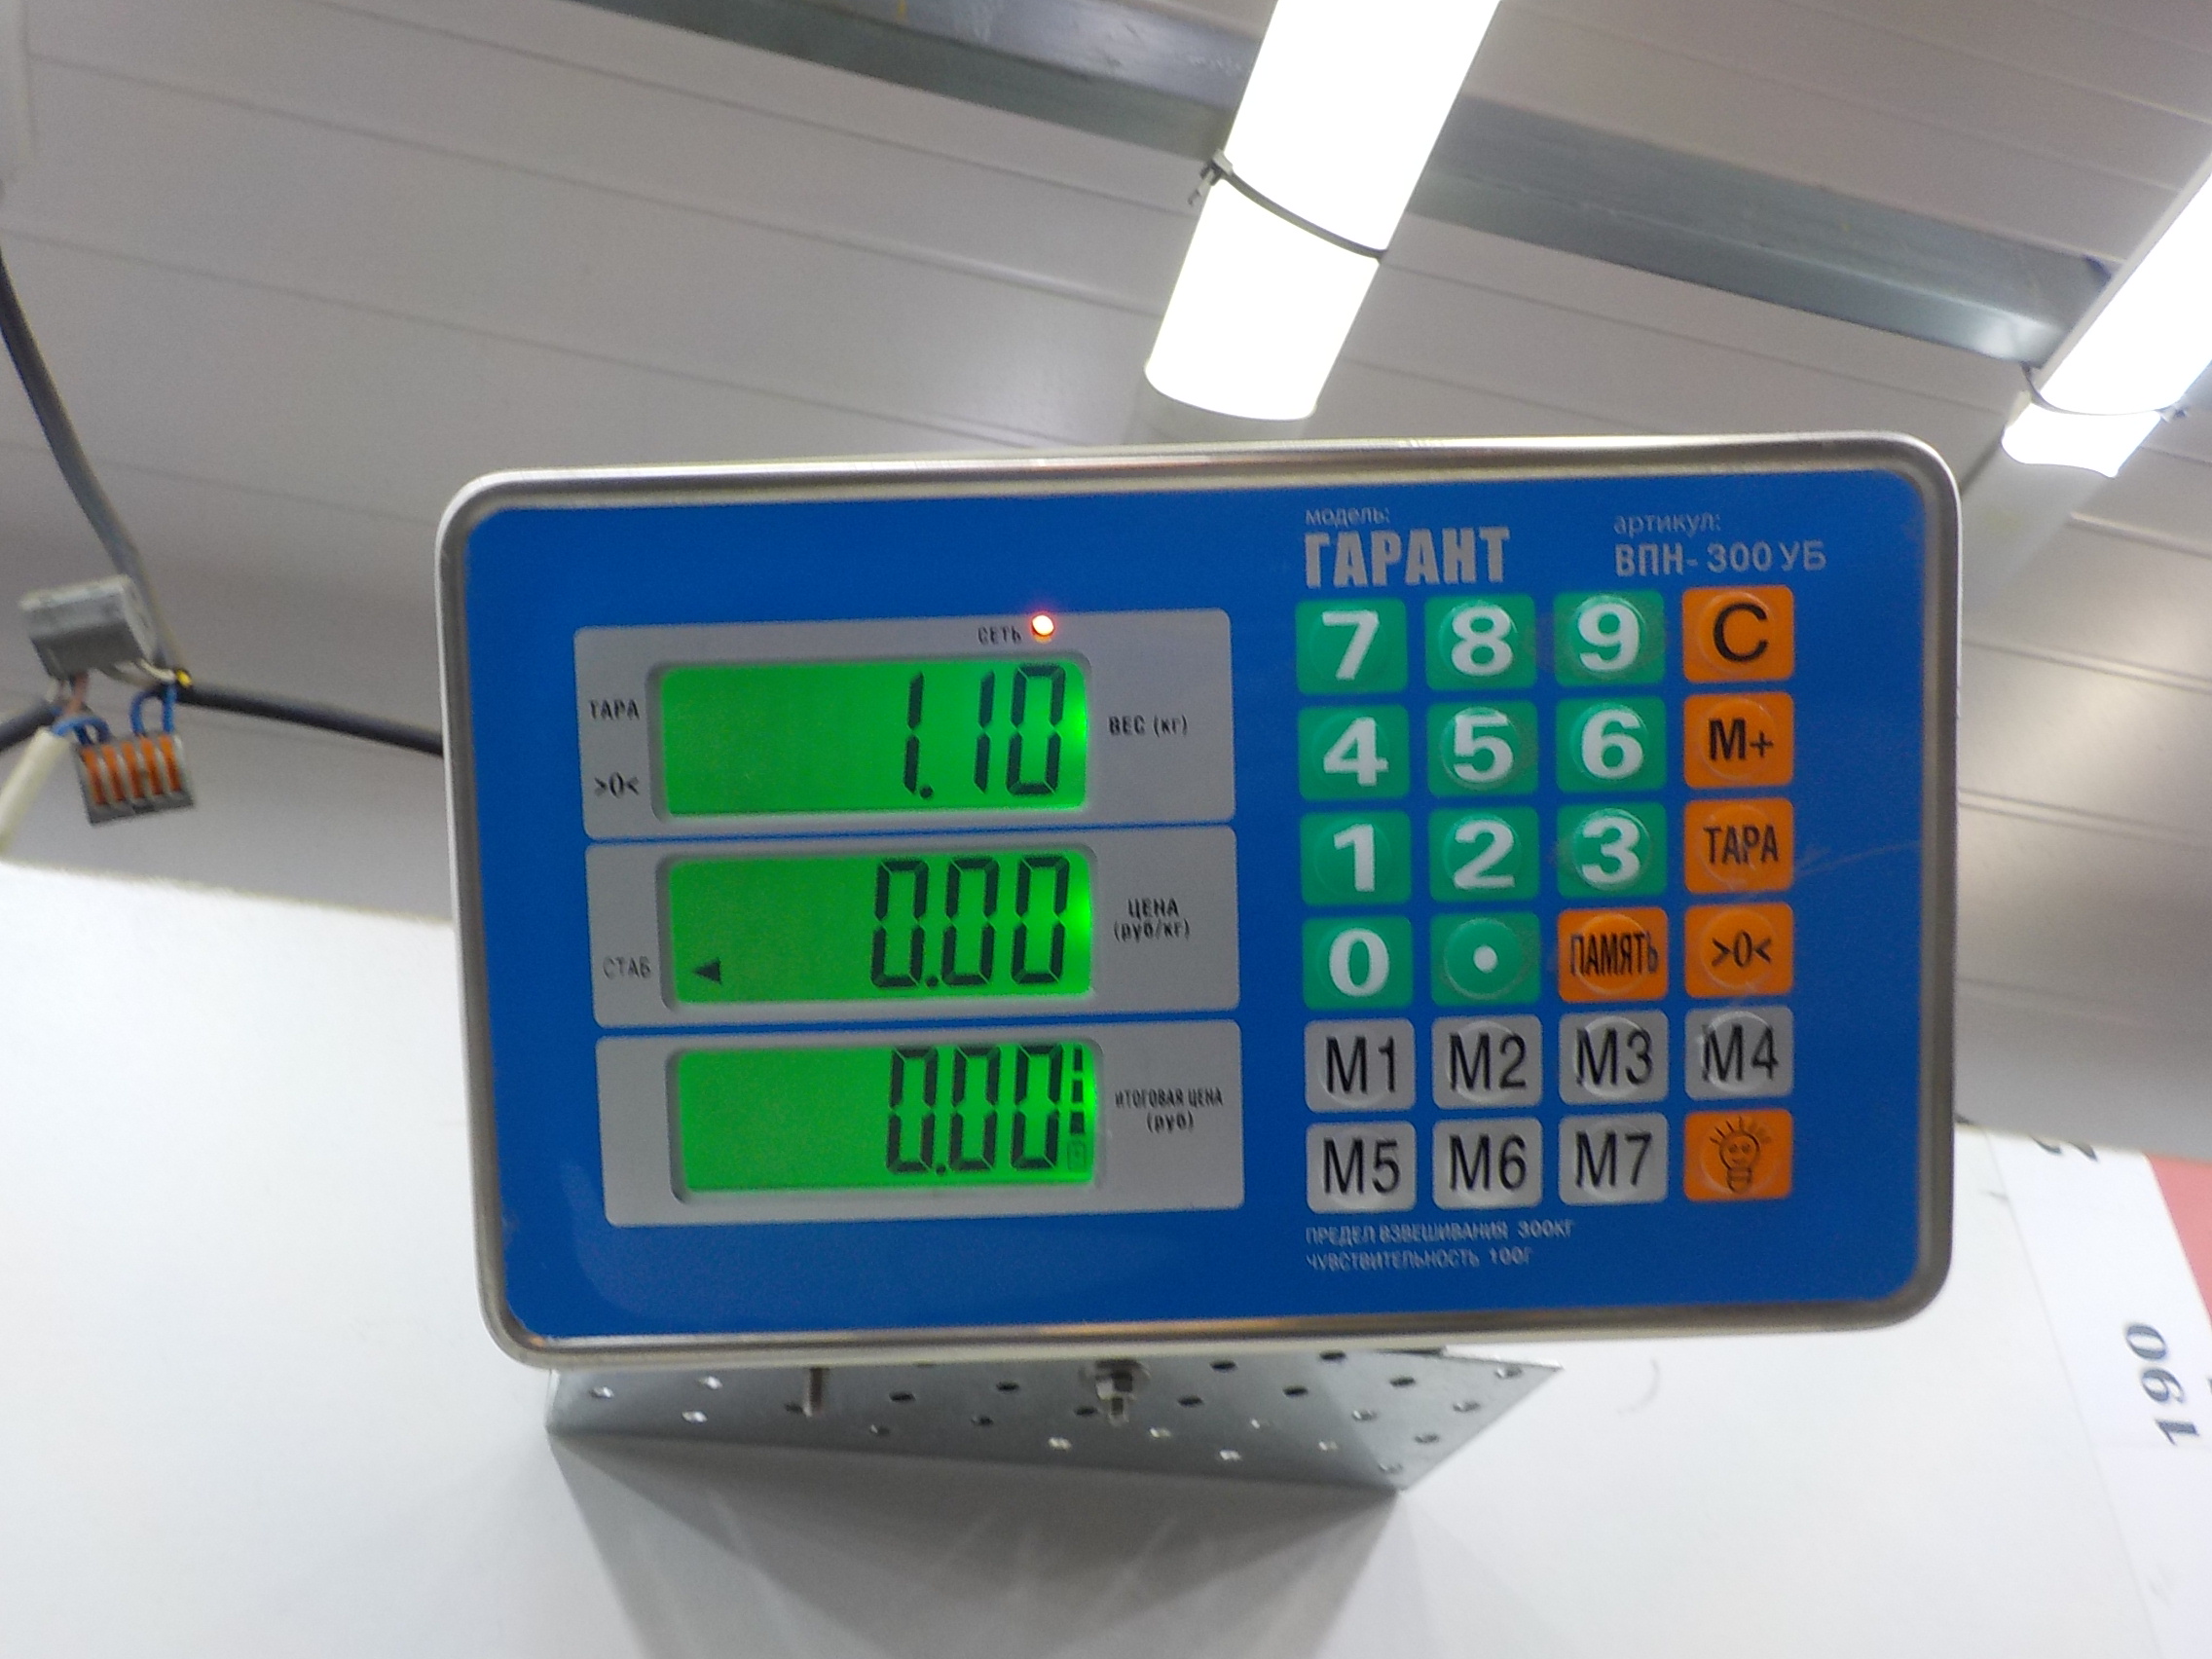 модель:
ГАРАНТ
артикул:
ВПН- 300 УБ
СЕТЬ
ТАРА
>0<
1.10
ВЕС (кг)
СТАБ
0.00
ЦЕНА
(руб/кг)
0.00
ИТОГОВАЯ ЦЕНА
(руб)
7 8 9 C
4 5 6 M+
1 2 3 ТАРА
0 . ПАМЯТЬ >0<
M1 M2 M3 M4
M5 M6 M7
ПРЕДЕЛ ВЗВЕШИВАНИЯ 300КГ
ЧУВСТВИТЕЛЬНОСТЬ 100Г
190